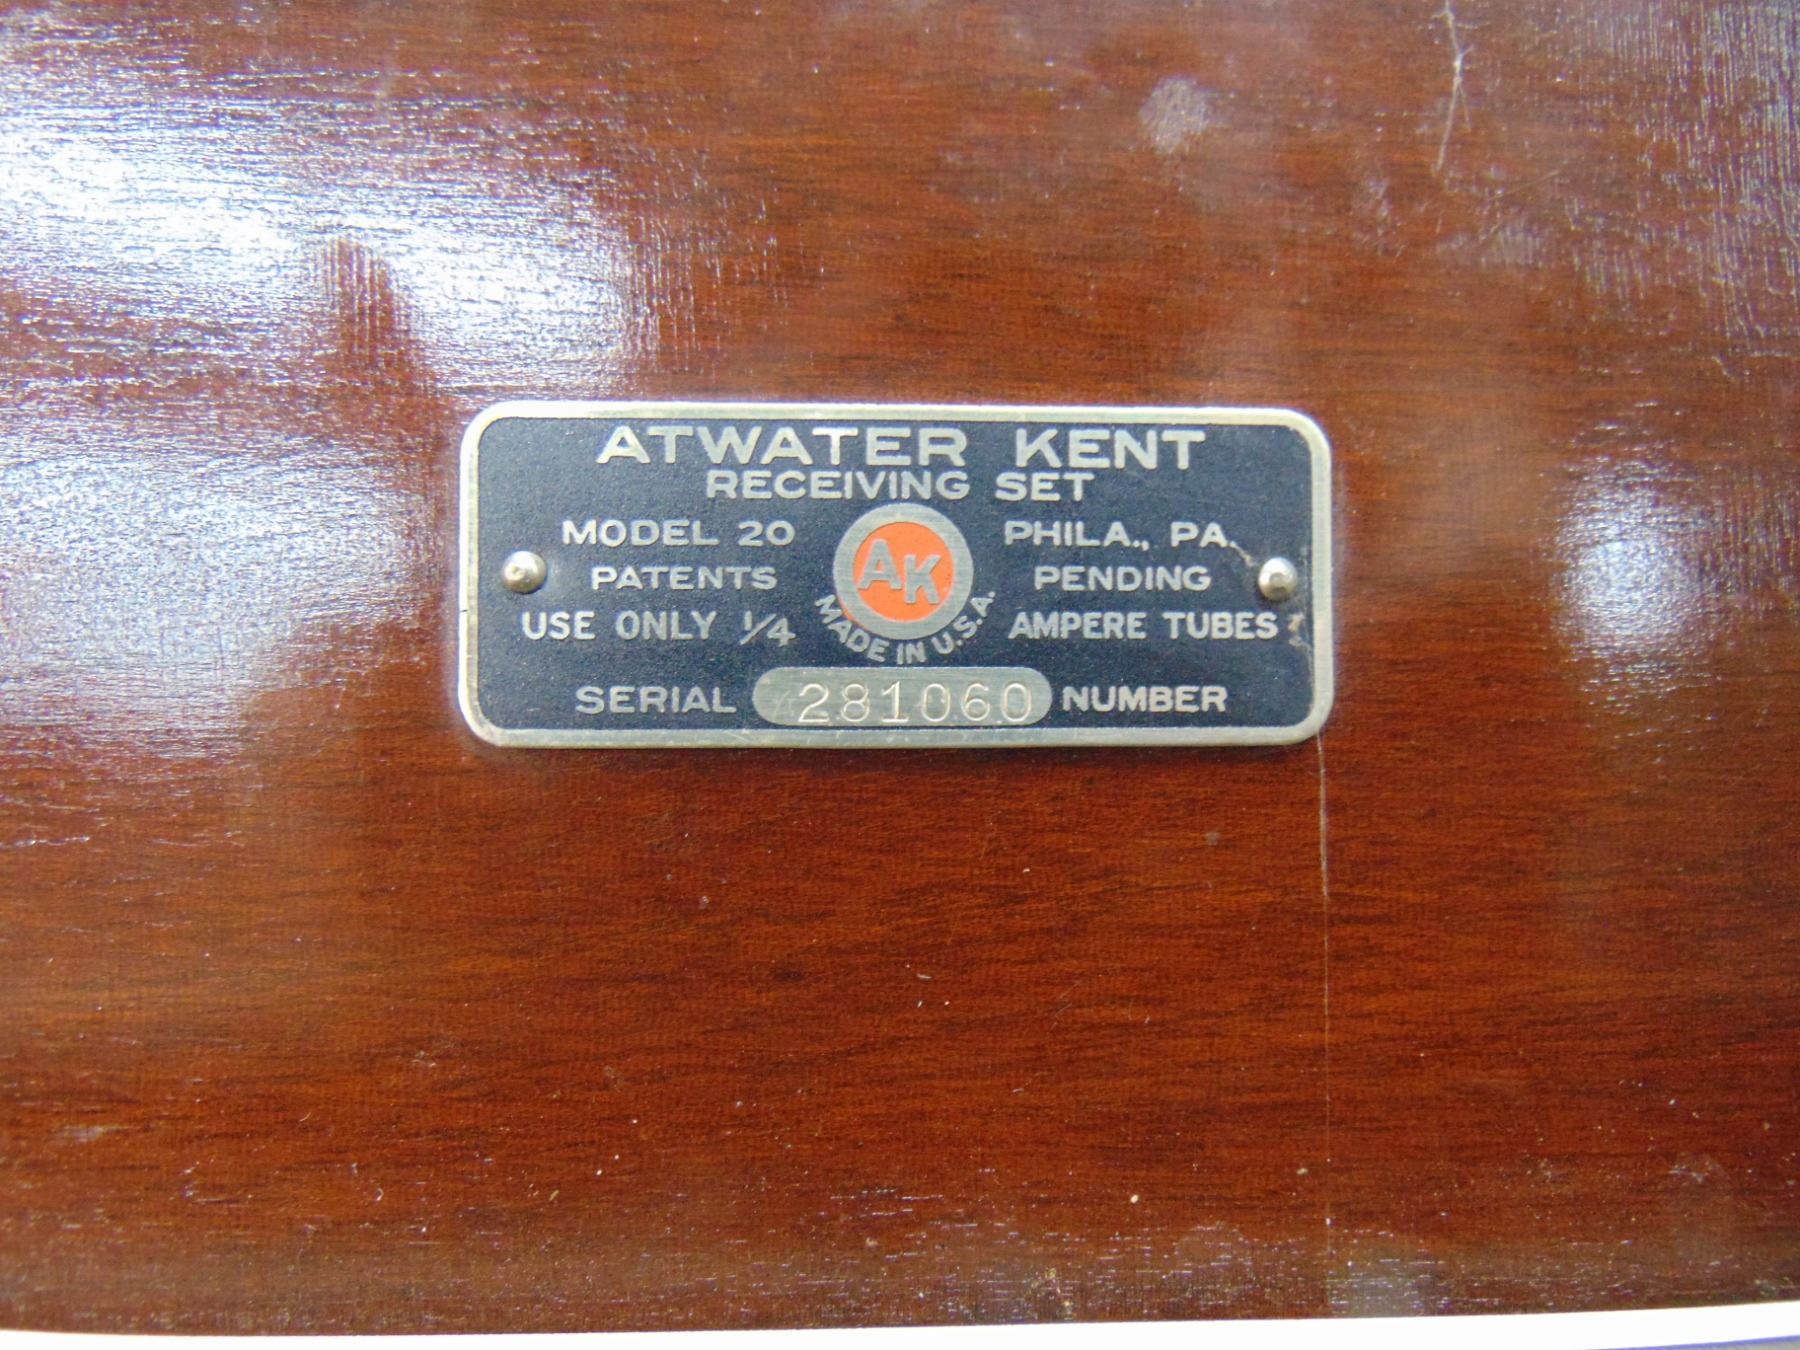 ATWATER KENT
RECEIVING SET
MODEL 20 PHILA., PA.
PATENTS AK PENDING
USE ONLY 1/4 AMPERE TUBES
MADE IN U.S.A.
SERIAL 281060 NUMBER